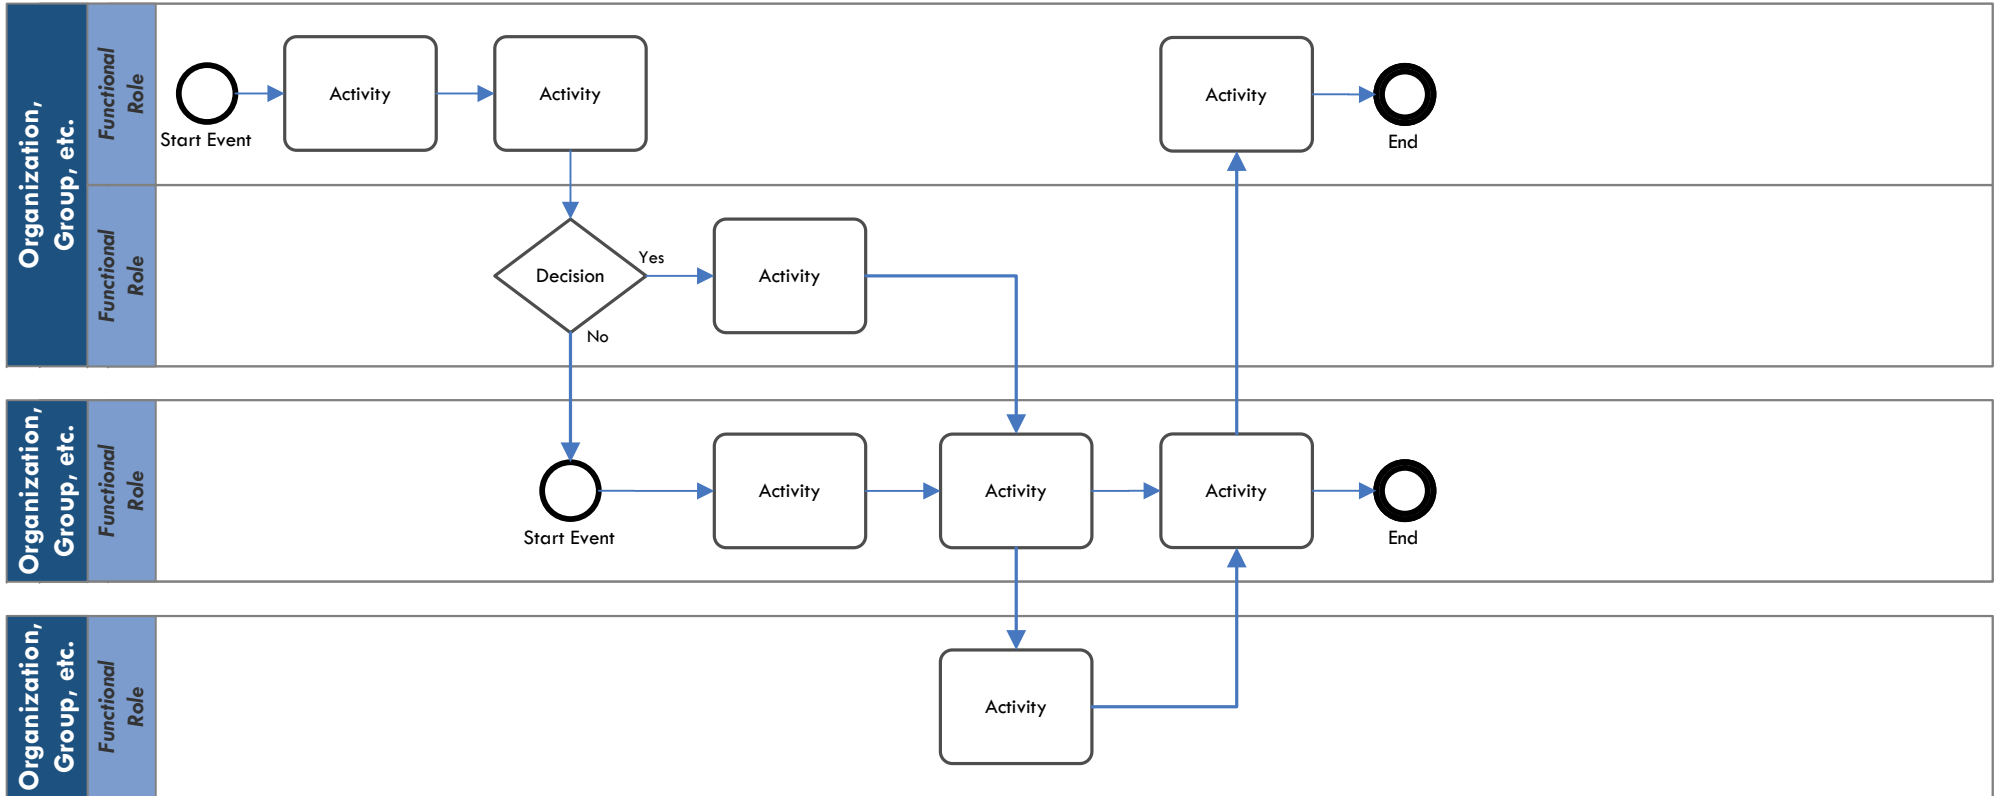 Organization,
Group, etc.
Functional
Role
Start Event
Activity
Activity
Activity
End
Functional
Role
Decision
Yes
No
Activity
Organization,
Group, etc.
Functional
Role
Start Event
Activity
Activity
Activity
End
Organization,
Group, etc.
Functional
Role
Activity